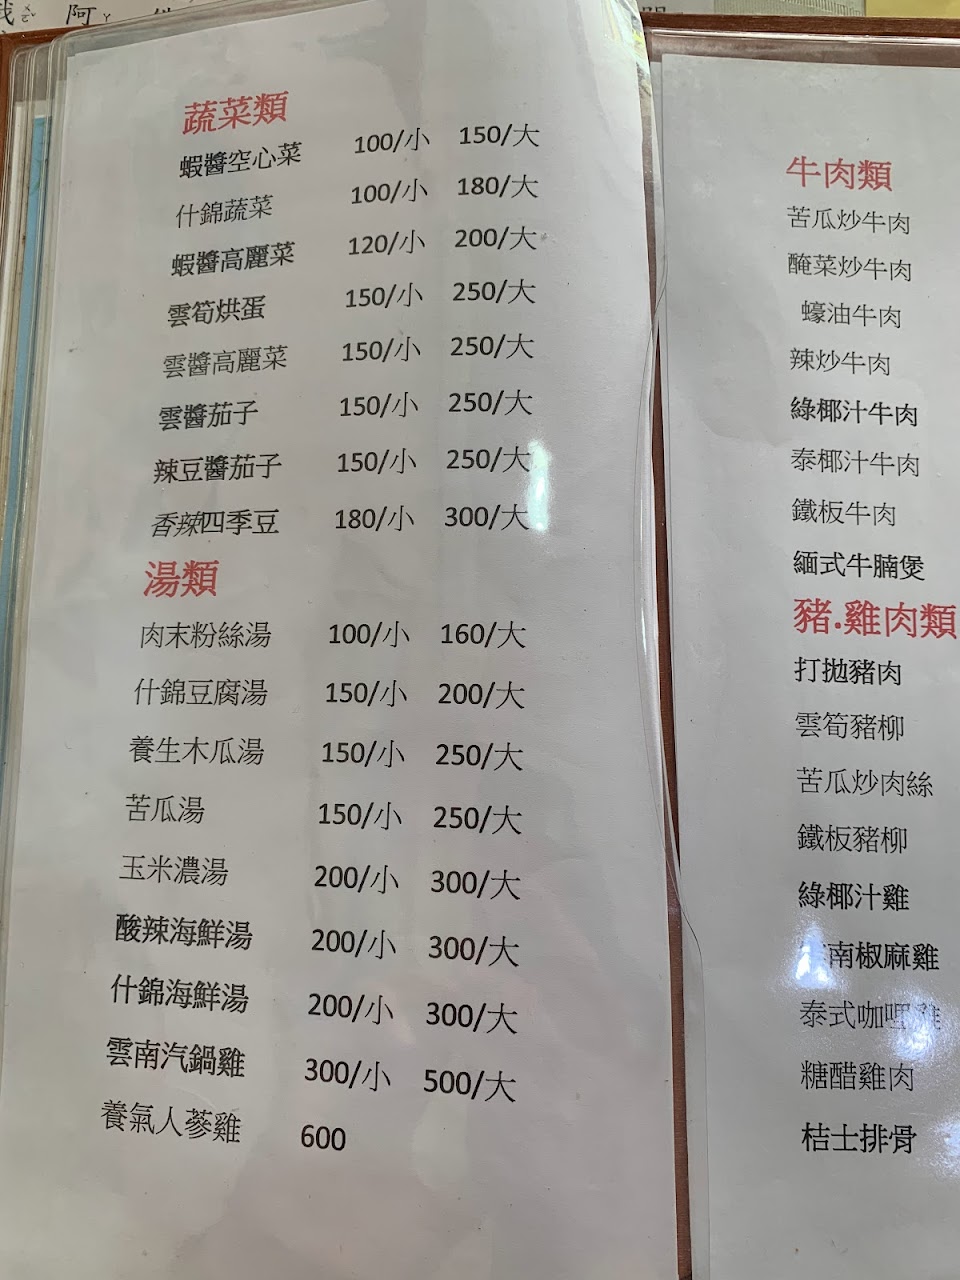 蔬菜類
蝦醬空心菜 100/小 150/大
什錦蔬菜 100/小 180/大
蝦醬高麗菜 120/小 200/大
雲筍烘蛋 150/小 250/大
雲醬高麗菜 150/小 250/大
雲醬茄子 150/小 250/大
辣豆醬茄子 150/小 250/大
香辣四季豆 180/小 300/大
湯類
肉末粉絲湯 100/小 160/大
什錦豆腐湯 150/小 200/大
養生木瓜湯 150/小 250/大
苦瓜湯 150/小 250/大
玉米濃湯 200/小 300/大
酸辣海鮮湯 200/小 300/大
什錦海鮮湯 200/小 300/大
雲南汽鍋雞 300/小 500/大
養氣人蔘雞 600
牛肉類
苦瓜炒牛肉
醃菜炒牛肉
蠔油牛肉
辣炒牛肉
綠椰汁牛肉
泰椰汁牛肉
鐵板牛肉
緬式牛腩煲
豬.雞肉類
打拋豬肉
雲筍豬柳
苦瓜炒肉絲
鐵板豬柳
綠椰汁雞
南椒麻雞
泰式咖哩雞
糖醋雞肉
桔士排骨